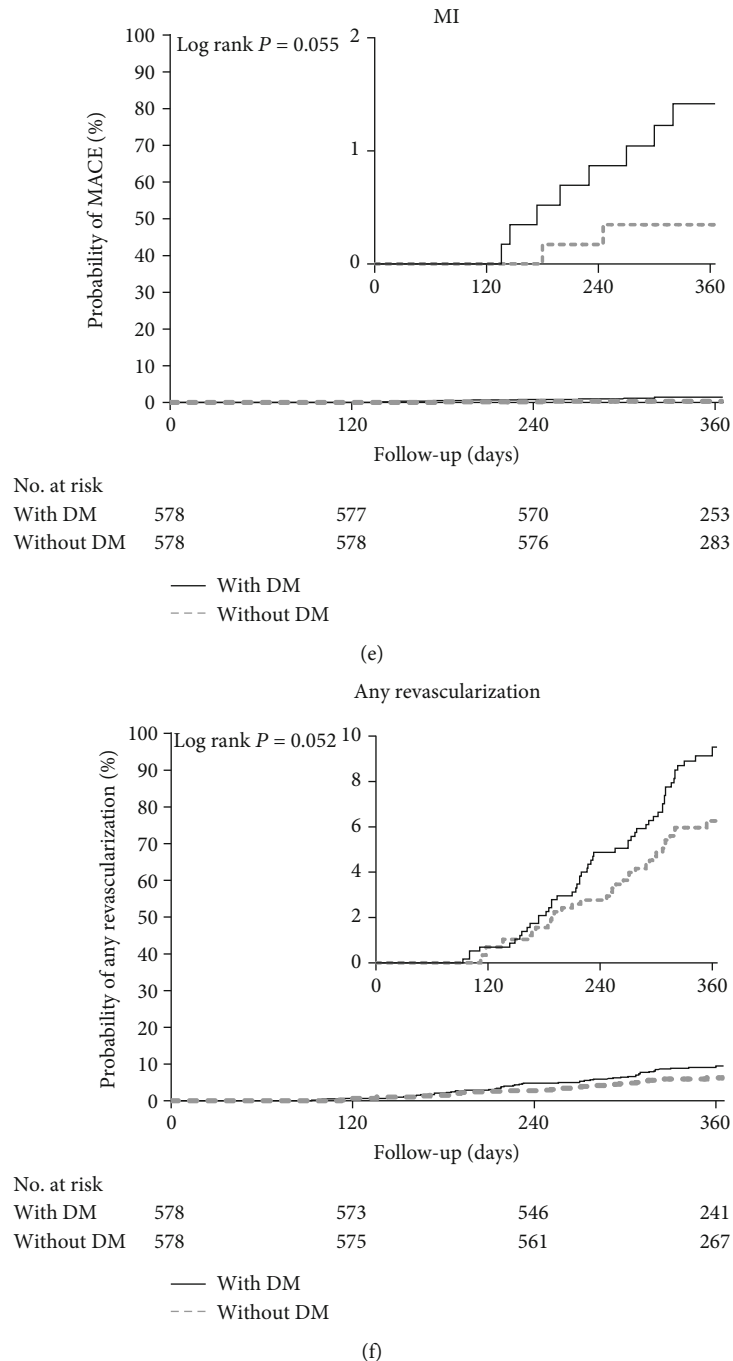 MI
Log rank P = 0.055
Probability of MACE (%)
100
90
80
70
60
50
40
30
20
10
0
0 120 240 360
Follow-up (days)
2
1
0
0 120 240 360
No. at risk
With DM 578 577 570 253
Without DM 578 578 576 283
With DM
Without DM
(e)
Any revascularization
Log rank P = 0.052
Probability of any revascularization (%)
100
90
80
70
60
50
40
30
20
10
0
0 120 240 360
Follow-up (days)
10
8
6
4
2
0
0 120 240 360
No. at risk
With DM 578 573 546 241
Without DM 578 575 561 267
With DM
Without DM
(f)